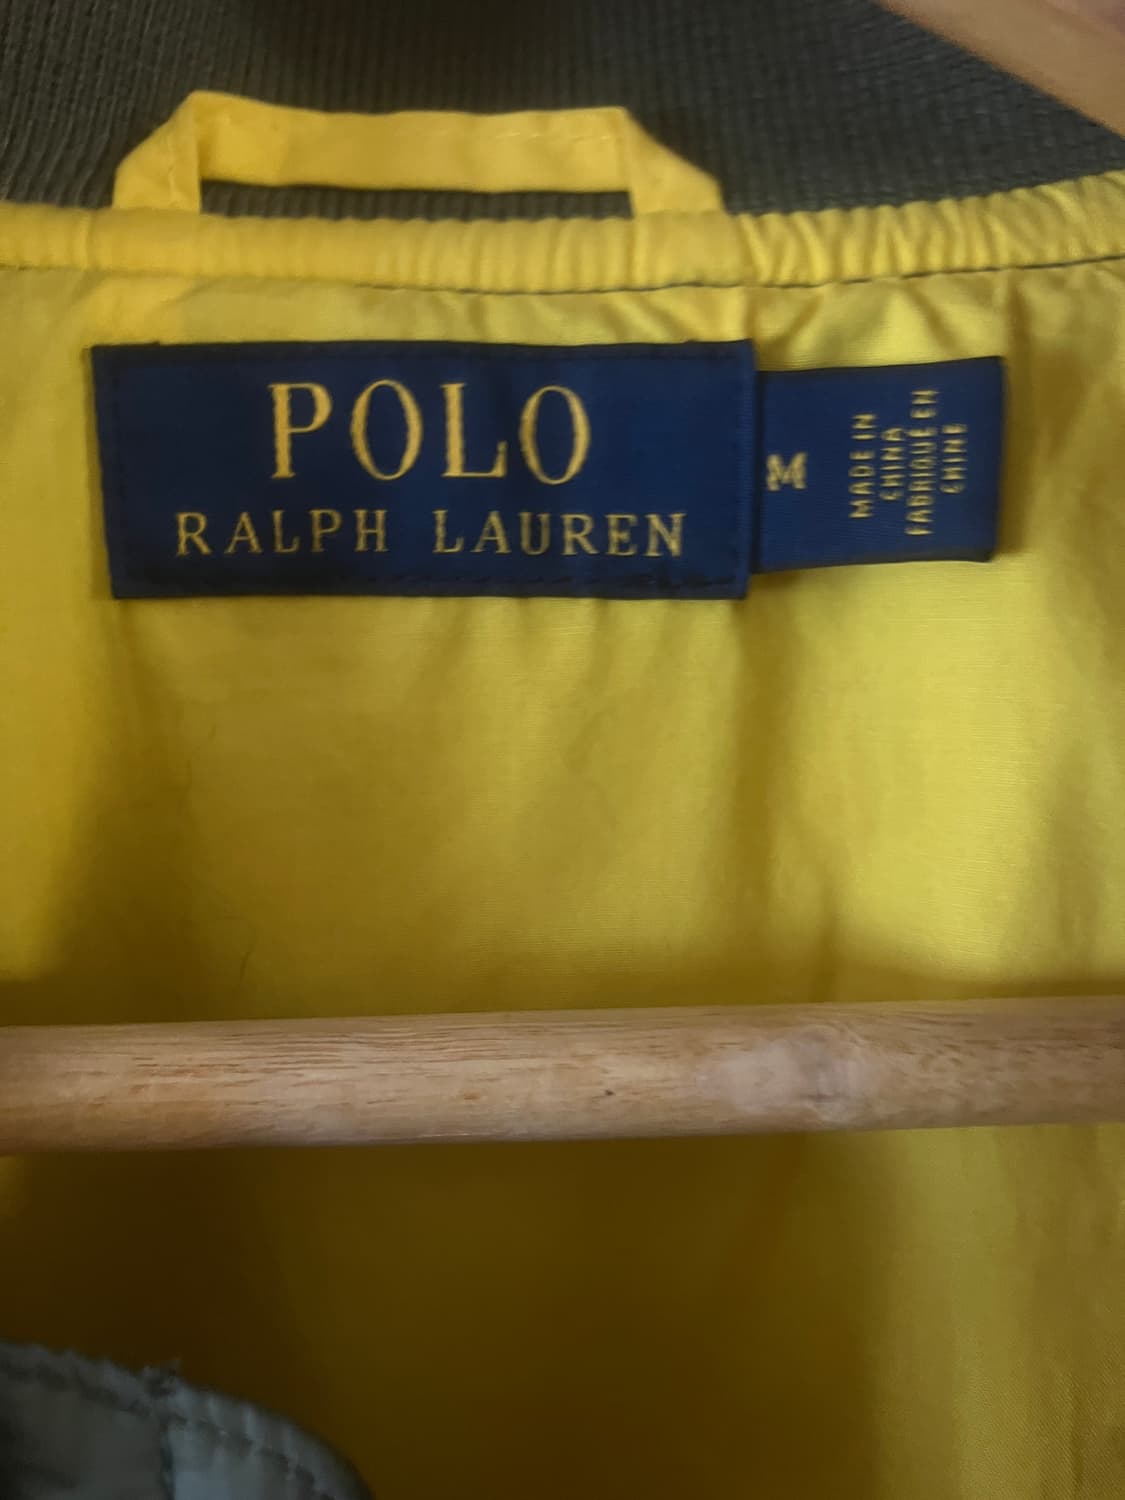 POLO
RALPH LAUREN
M
MADE IN
CHINA
FABRIQUE EN
CHINE